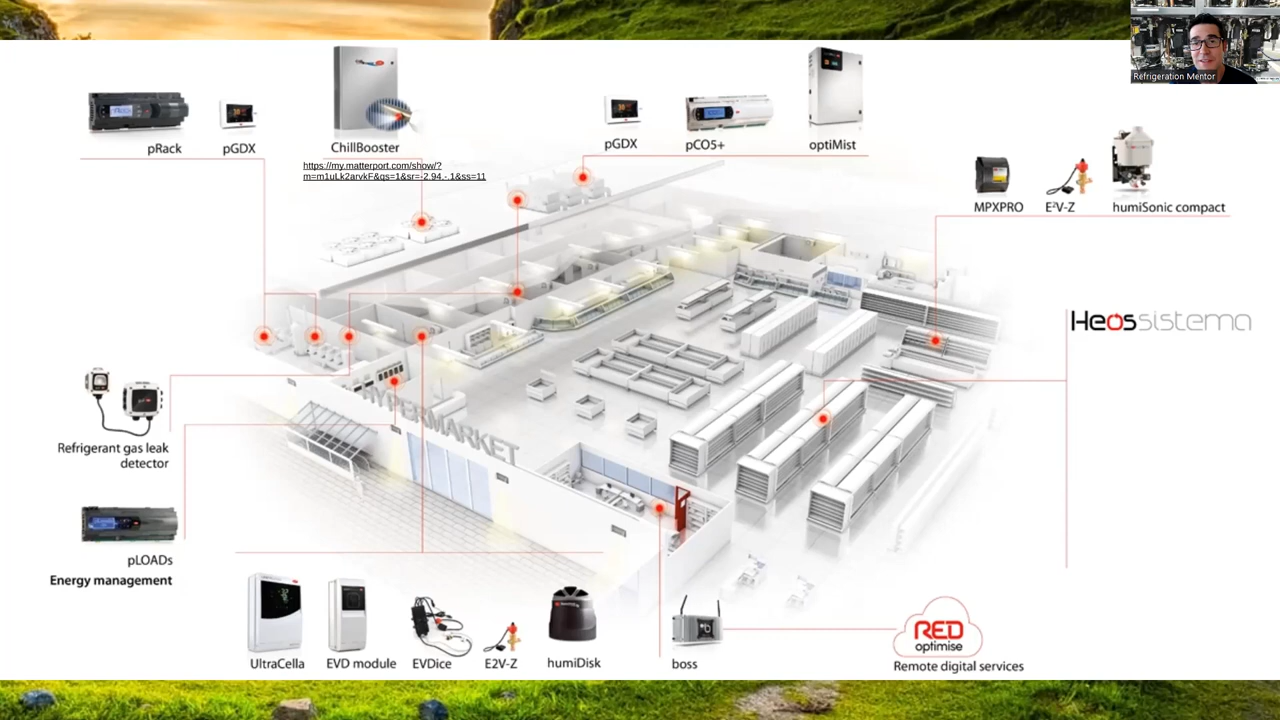 Refrigeration Mentor
pRack
pGDX
ChillBooster
https://my.matterport.com/show/?
m=m1uLk2arvkF&qs=1&sr=-2.94,-.1&ss=11
pGDX
pCO5+
optiMist
MPXPRO
E²V-Z
humiSonic compact
Heossistema
HYPERMARKET
Refrigerant gas leak
detector
pLOADs
Energy management
UltraCella
EVD module
EVDice
E2V-Z
humiDisk
boss
RED
optimise
Remote digital services